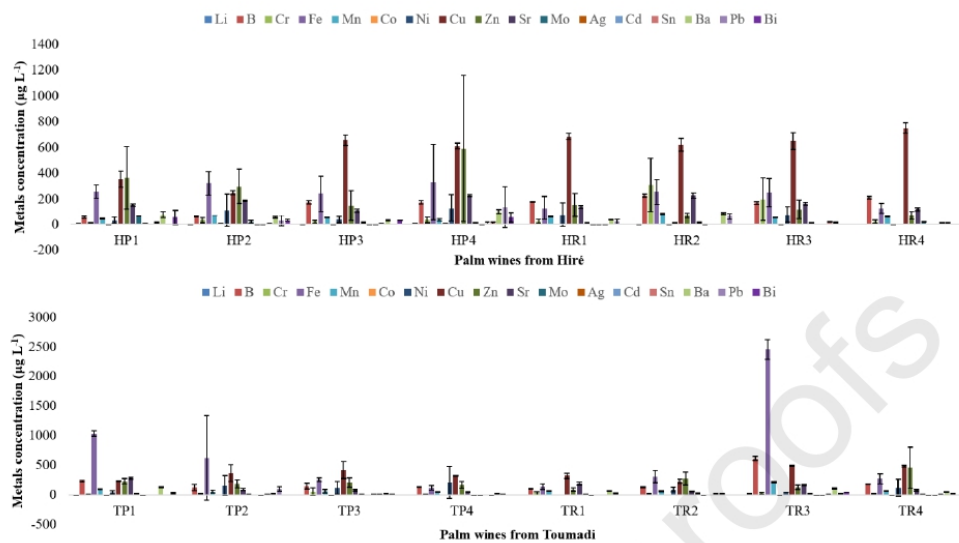 Li B Cr Fe Mn Co Ni Cu Zn Sr Mo Ag Cd Sn Ba Pb Bi
Metals concentration (µg L-1)
1400
1200
1000
800
600
400
200
0
-200
HP1 HP2 HP3 HP4 HR1 HR2 HR3 HR4
Palm wines from Hiré
Li B Cr Fe Mn Co Ni Cu Zn Sr Mo Ag Cd Sn Ba Pb Bi
Metals concentration (µg L-1)
3000
2500
2000
1500
1000
500
0
-500
TP1 TP2 TP3 TP4 TR1 TR2 TR3 TR4
Palm wines from Toumadi
roofs